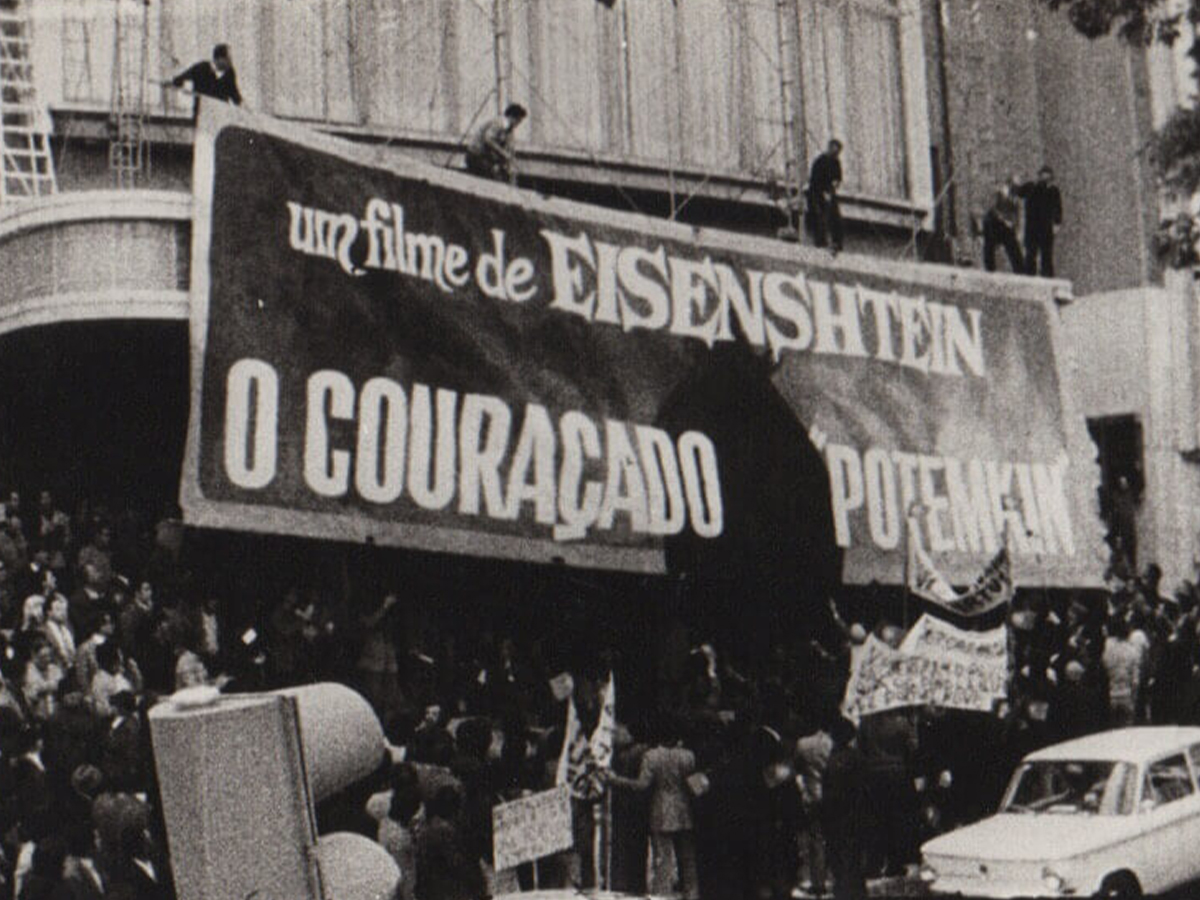 um filme de EISENSHTEIN
O COURAÇADO "POTEMKIN"